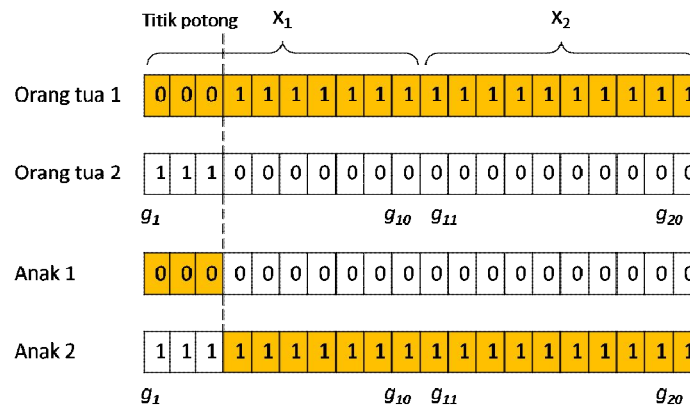 Titik potong x1 x2
Orang tua 1 0 0 0 1 1 1 1 1 1 1 1 1 1 1 1 1 1 1 1 1
Orang tua 2 1 1 1 0 0 0 0 0 0 0 0 0 0 0 0 0 0 0 0 0
g1 g10 g11 g20
Anak 1 0 0 0 0 0 0 0 0 0 0 0 0 0 0 0 0 0 0 0 0
Anak 2 1 1 1 1 1 1 1 1 1 1 1 1 1 1 1 1 1 1 1 1
g1 g10 g11 g20